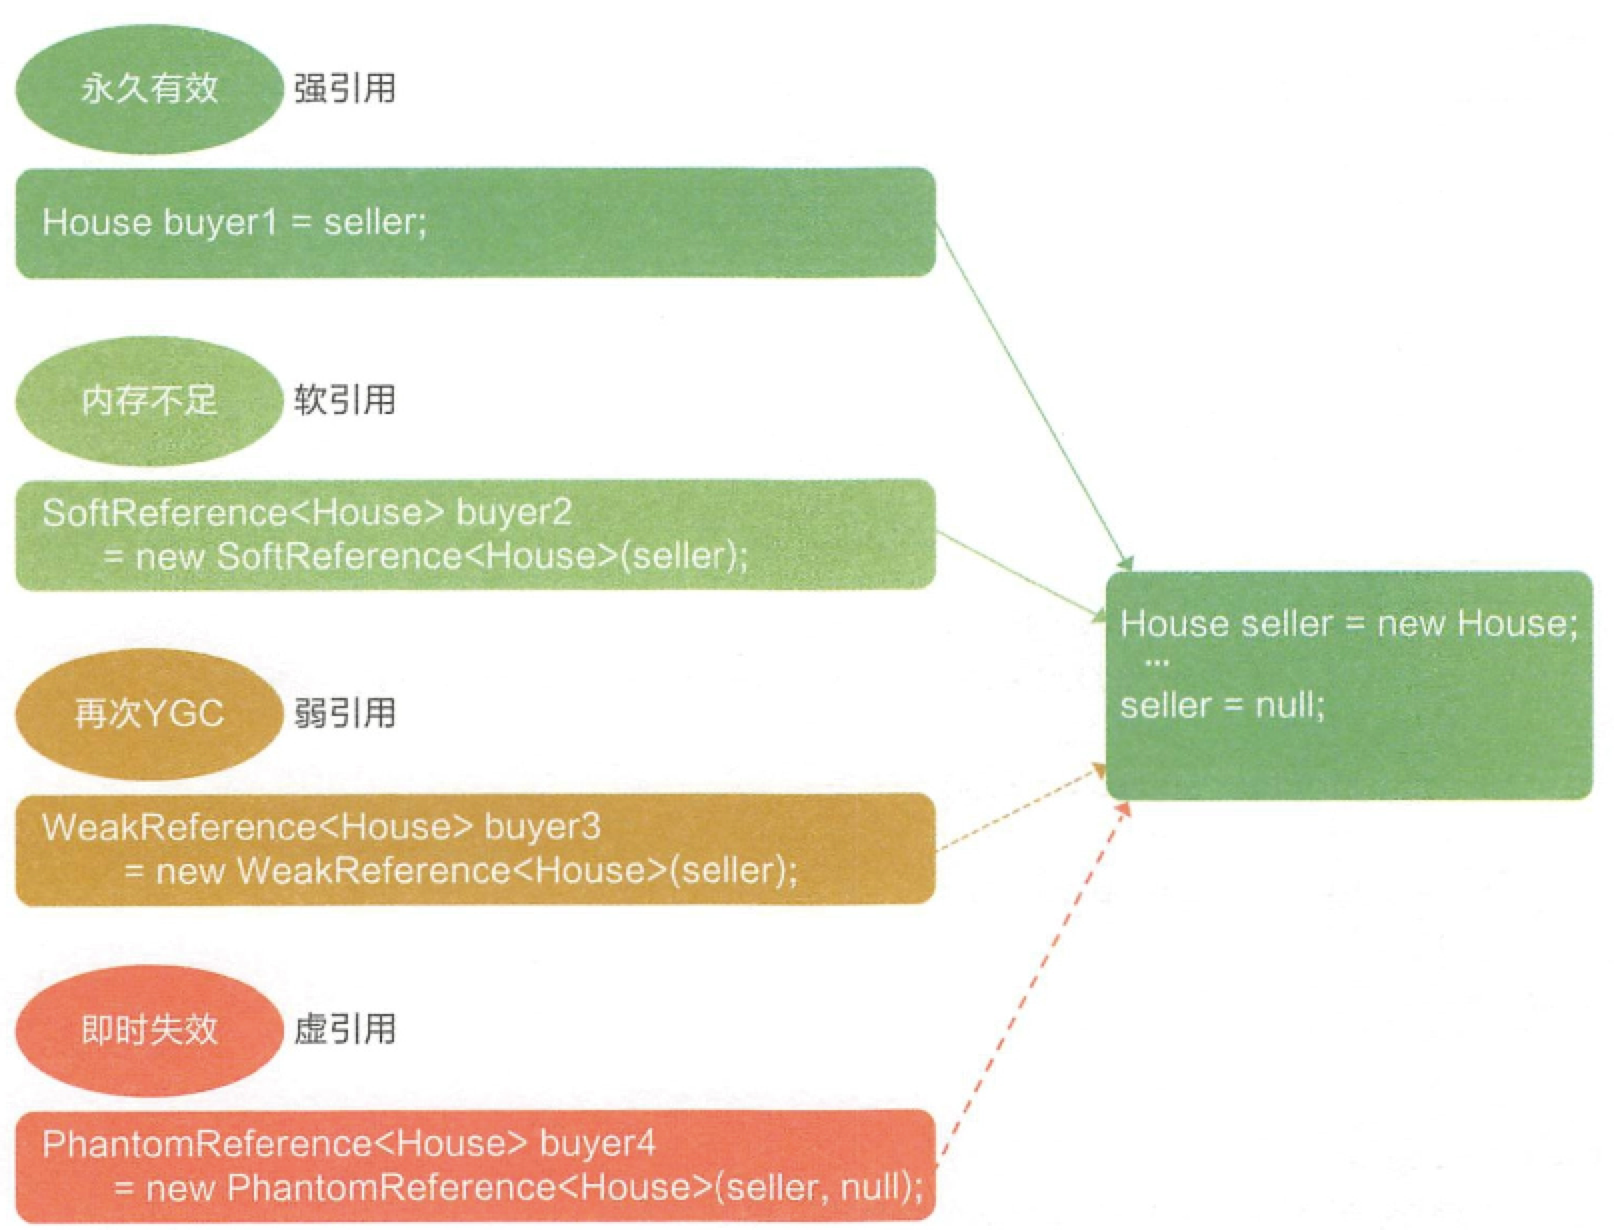 永久有效 强引用
House buyer1 = seller;
内存不足 软引用
SoftReference<House> buyer2
= new SoftReference<House>(seller);
House seller = new House;
...
seller = null;
再次YGC 弱引用
WeakReference<House> buyer3
= new WeakReference<House>(seller);
即时失效 虚引用
PhantomReference<House> buyer4
= new PhantomReference<House>(seller, null);